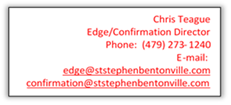 Chris Teague
Edge/Confirmation Director
Phone: (479) 273-1240
E-mail:
edge@ststephenbentonville.com
confirmation@ststephenbentonville.com